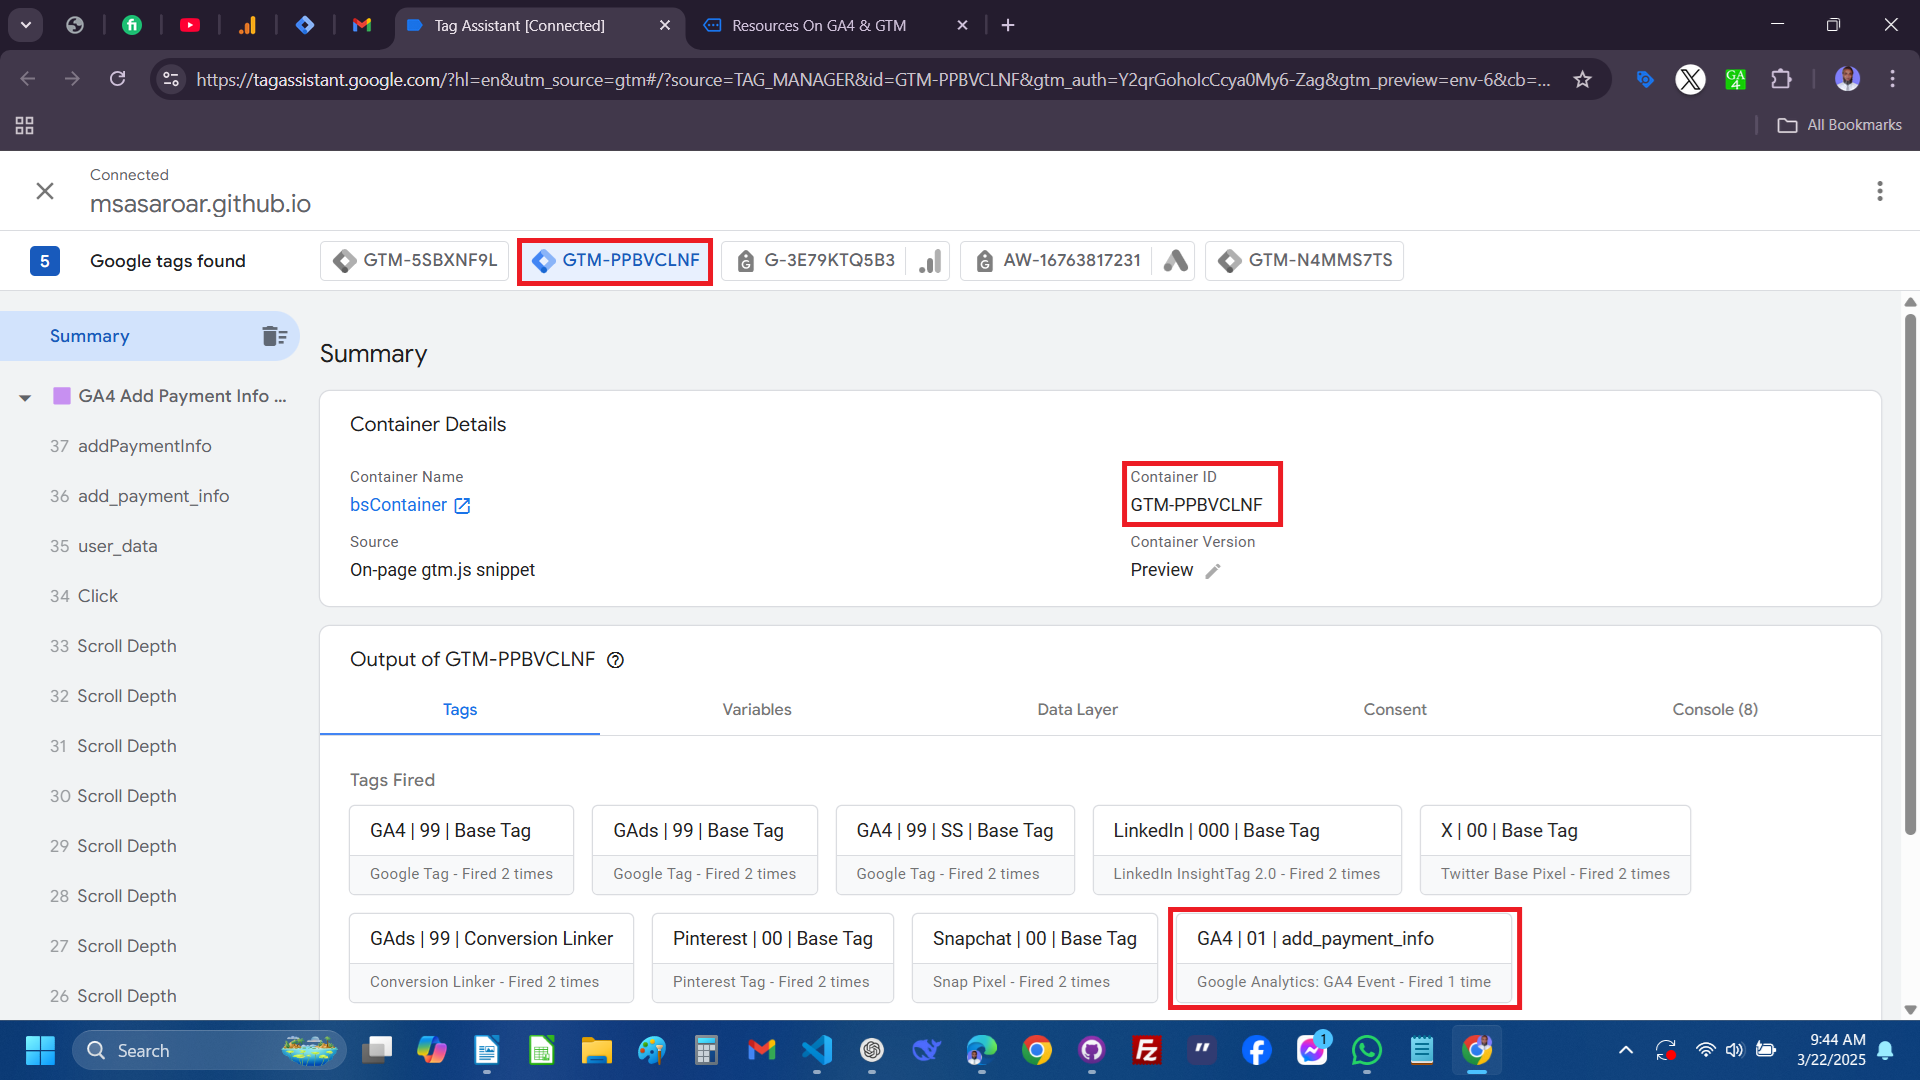 Tag Assistant [Connected]
Resources On GA4 & GTM
https://tagassistant.google.com/?hl=en&utm_source=gtm#/?source=TAG_MANAGER&id=GTM-PPBVCLNF&gtm_auth=Y2qrGohoIcCcya0My6-Zag&gtm_preview=env-6&cb=...
GA4
All Bookmarks
Connected
msasaroar.github.io
5
Google tags found
GTM-5SBXNF9L
GTM-PPBVCLNF
G-3E79KTQ5B3
AW-16763817231
GTM-N4MMS7TS
Summary
GA4 Add Payment Info ...
37 addPaymentInfo
36 add_payment_info
35 user_data
34 Click
33 Scroll Depth
32 Scroll Depth
31 Scroll Depth
30 Scroll Depth
29 Scroll Depth
28 Scroll Depth
27 Scroll Depth
26 Scroll Depth
Summary
Container Details
Container Name
bsContainer
Container ID
GTM-PPBVCLNF
Source
On-page gtm.js snippet
Container Version
Preview
Output of GTM-PPBVCLNF
Tags
Variables
Data Layer
Consent
Console (8)
Tags Fired
GA4 | 99 | Base Tag
Google Tag - Fired 2 times
GAds | 99 | Base Tag
Google Tag - Fired 2 times
GA4 | 99 | SS | Base Tag
Google Tag - Fired 2 times
LinkedIn | 000 | Base Tag
LinkedIn InsightTag 2.0 - Fired 2 times
X | 00 | Base Tag
Twitter Base Pixel - Fired 2 times
GAds | 99 | Conversion Linker
Conversion Linker - Fired 2 times
Pinterest | 00 | Base Tag
Pinterest Tag - Fired 2 times
Snapchat | 00 | Base Tag
Snap Pixel - Fired 2 times
GA4 | 01 | add_payment_info
Google Analytics: GA4 Event - Fired 1 time
Search
1
9:44 AM
3/22/2025